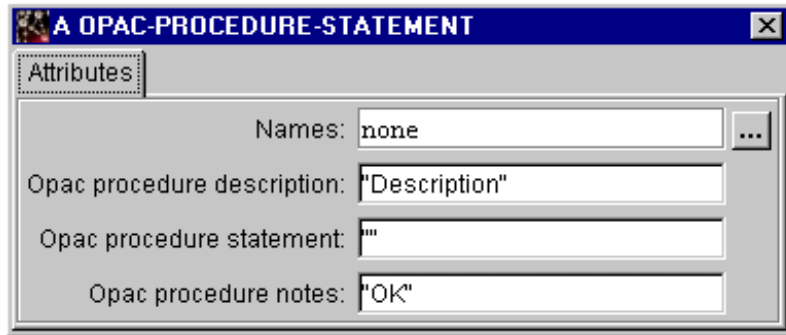 A OPAC-PROCEDURE-STATEMENT
Attributes
Names: none ...
Opac procedure description: "Description"
Opac procedure statement: ""
Opac procedure notes: "OK"